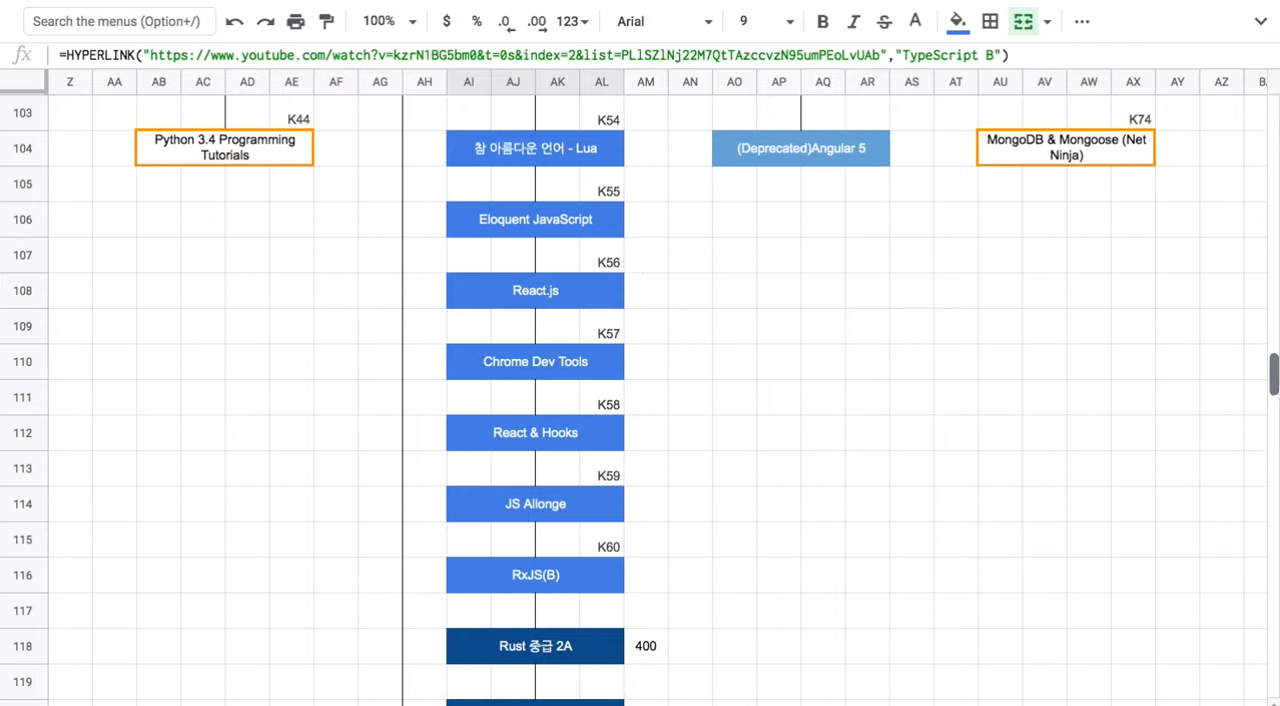 Search the menus (Option+/) 100% $ % .0 .00 123 Arial 9 B I S A
fx =HYPERLINK("https://www.youtube.com/watch?v=kzrN1BG5bm0&t=0s&index=2&list=PLlSZlNj22M7QtTAzccvzN95umPEoLvUAb","TypeScript B")
Z AA AB AC AD AE AF AG AH AI AJ AK AL AM AN AO AP AQ AR AS AT AU AV AW AX AY AZ
103 K44 K54 K74
104 Python 3.4 Programming Tutorials 참 아름다운 언어 - Lua (Deprecated)Angular 5 MongoDB & Mongoose (Net Ninja)
105 K55
106 Eloquent JavaScript
107 K56
108 React.js
109 K57
110 Chrome Dev Tools
111 K58
112 React & Hooks
113 K59
114 JS Allonge
115 K60
116 RxJS(B)
117
118 Rust 중급 2A 400
119